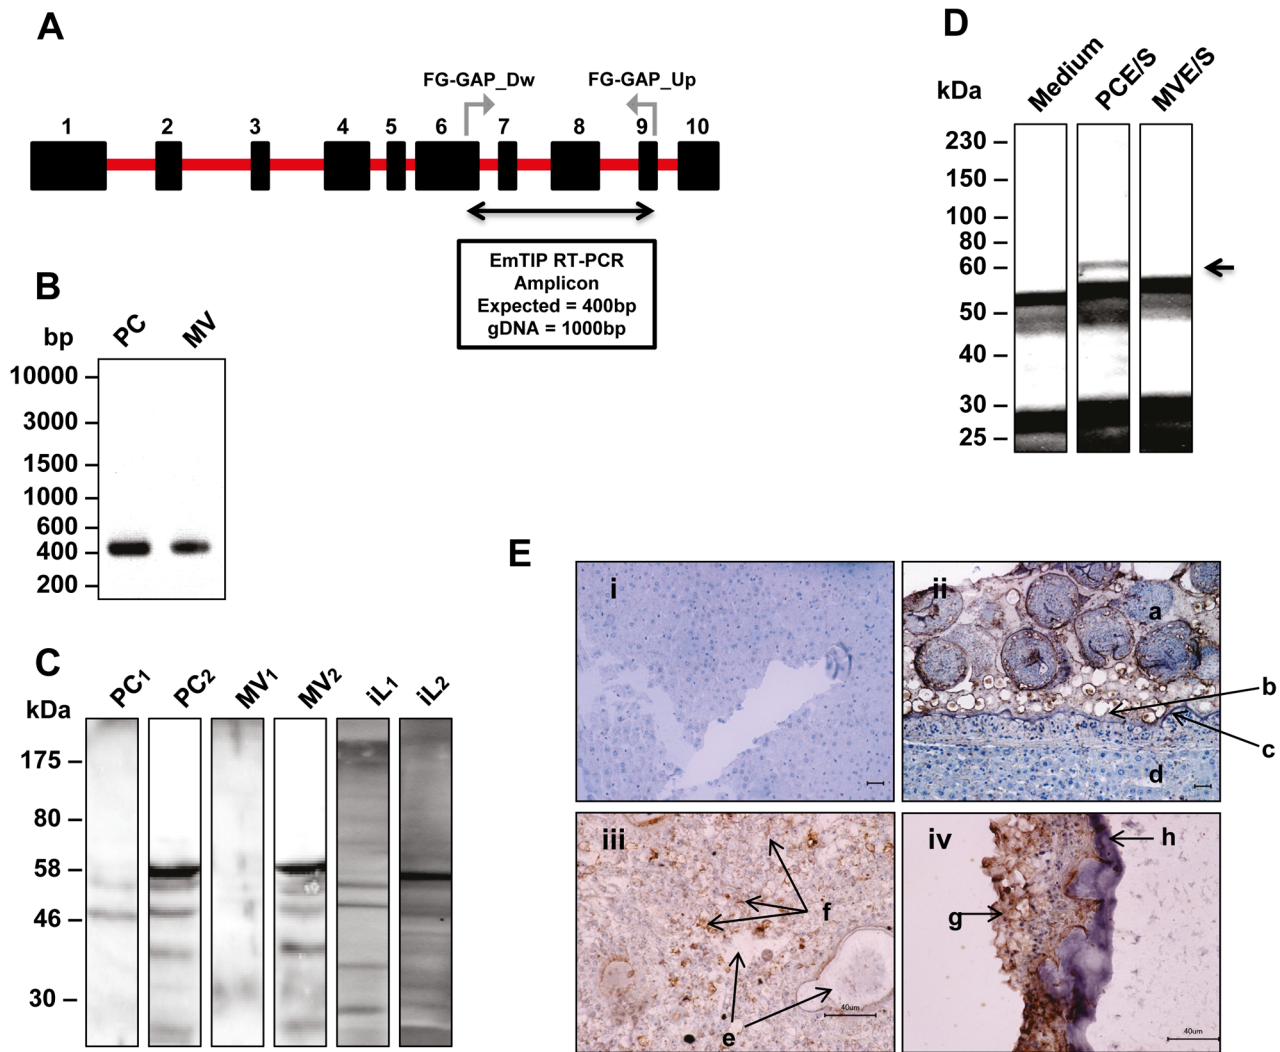 A
FG-GAP_Dw
FG-GAP_Up
1 2 3 4 5 6 7 8 9 10
EmTIP RT-PCR
Amplicon
Expected = 400bp
gDNA = 1000bp
B
bp
PC
MV
10000
3000
1500
1000
600
400
200
C
kDa
PC1
PC2
MV1
MV2
iL1
iL2
175
80
58
46
30
D
kDa
Medium
PCE/S
MVE/S
230
150
100
80
60
50
40
30
25
E
i
ii
a
b
c
d
iii
f
e
40um
iv
h
g
40um